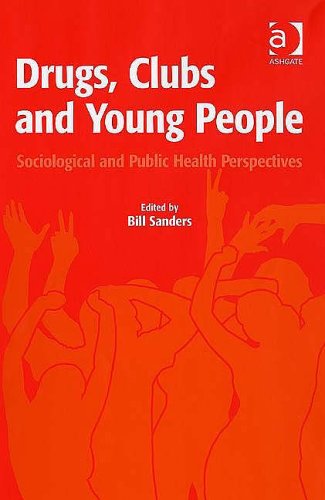 a
ASHGATE
Drugs, Clubs
and Young People
Sociological and Public Health Perspectives
Edited by
Bill Sanders